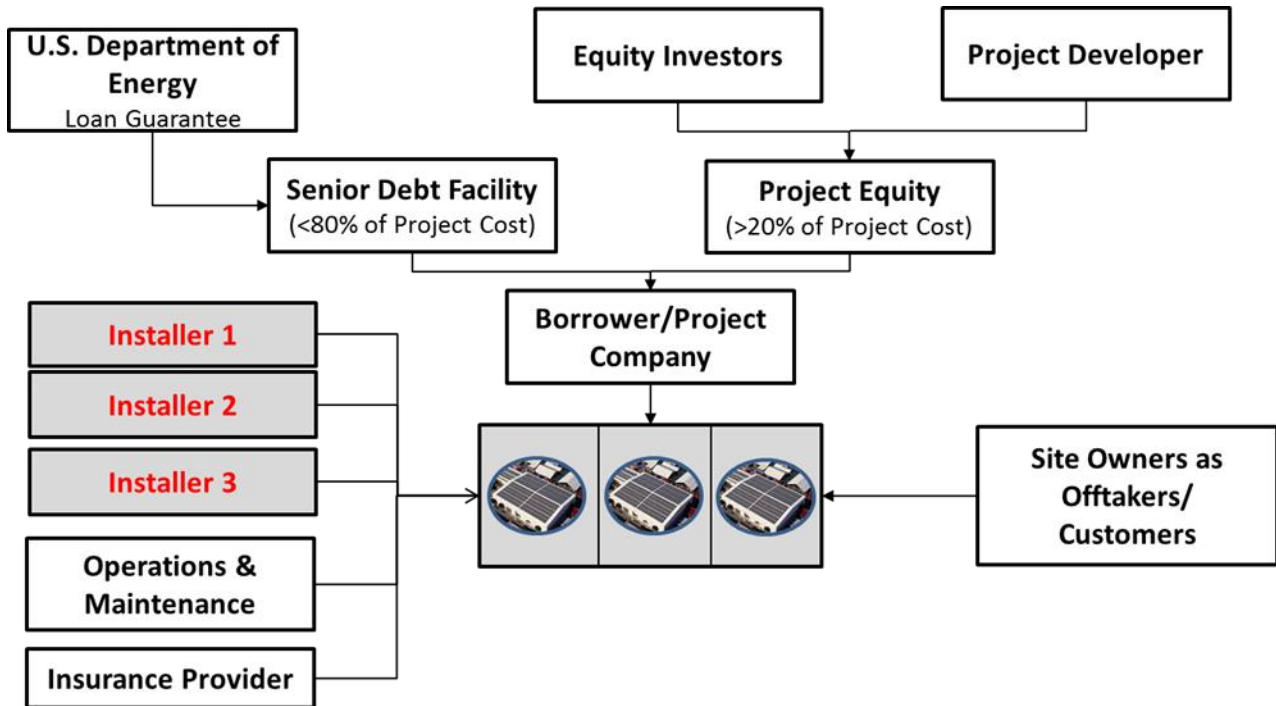 U.S. Department of
Energy
Loan Guarantee
Equity Investors
Project Developer
Senior Debt Facility
(<80% of Project Cost)
Project Equity
(>20% of Project Cost)
Borrower/Project
Company
Installer 1
Installer 2
Installer 3
Operations &
Maintenance
Insurance Provider
Site Owners as
Offtakers/
Customers